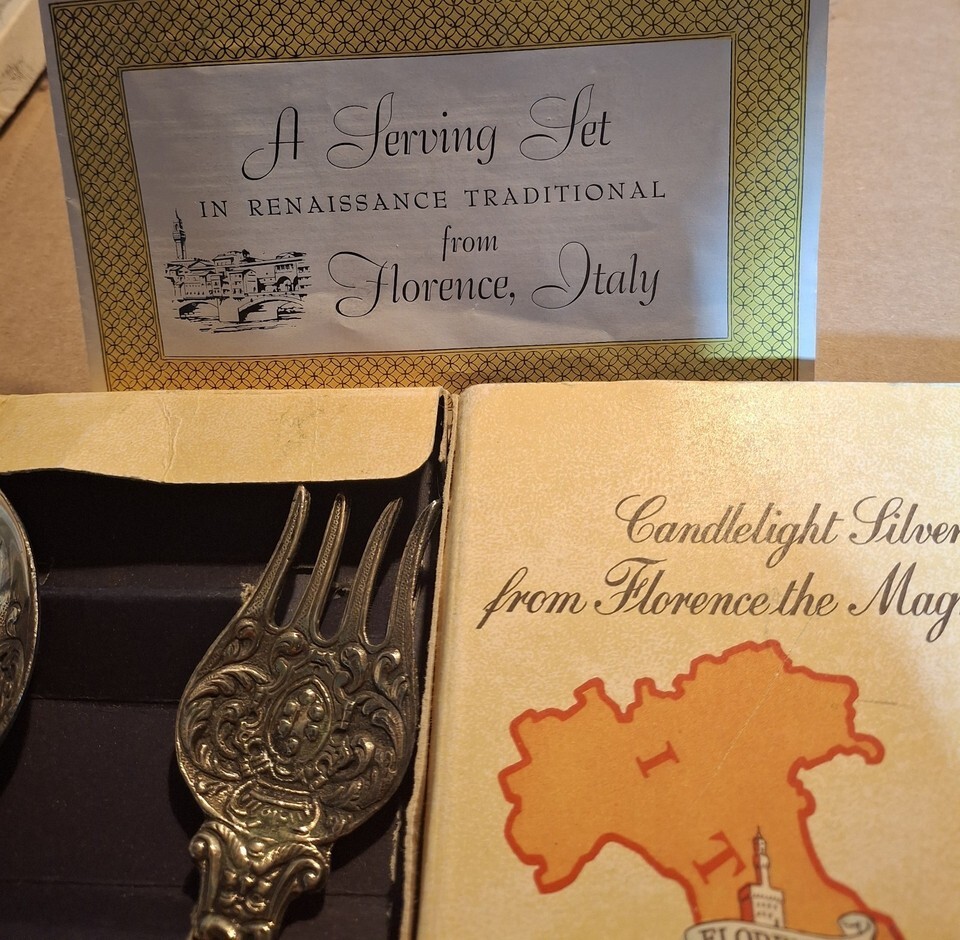 A Serving Set
IN RENAISSANCE TRADITIONAL
from
Florence, Italy
Candlelight Silver
from Florence the Mag
I
T